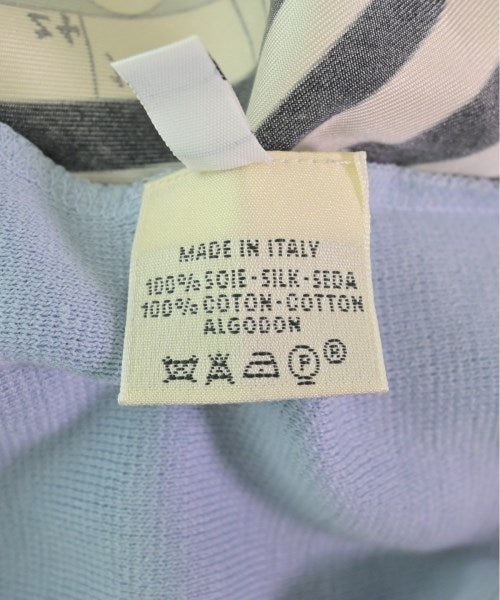 MADE IN ITALY
100% SOIE - SILK - SEDA
100% COTON - COTTON
ALGODON
P ®